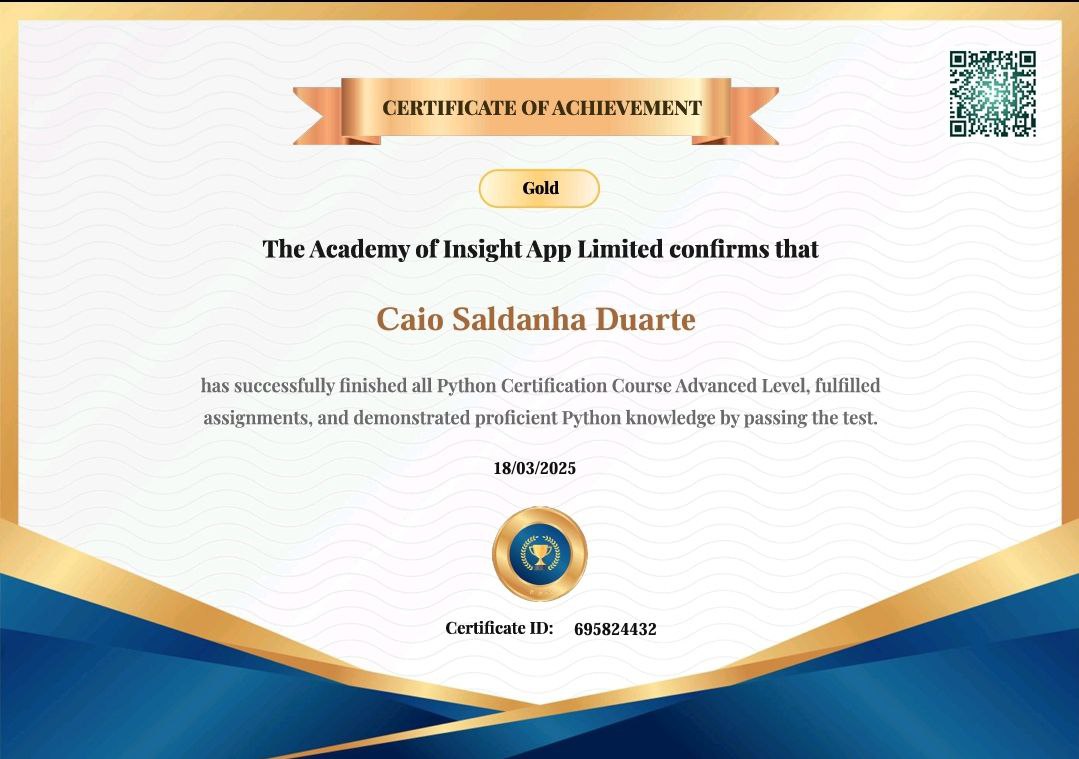 CERTIFICATE OF ACHIEVEMENT
Gold
The Academy of Insight App Limited confirms that
Caio Saldanha Duarte
has successfully finished all Python Certification Course Advanced Level, fulfilled
assignments, and demonstrated proficient Python knowledge by passing the test.
18/03/2025
Certificate ID: 695824432